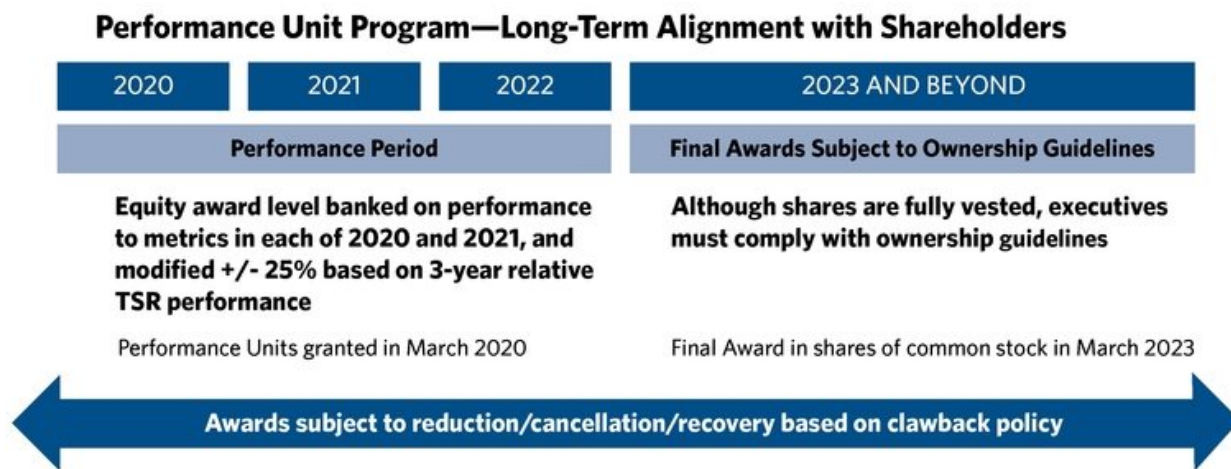 Performance Unit Program—Long-Term Alignment with Shareholders
2020
2021
2022
2023 AND BEYOND
Performance Period
Final Awards Subject to Ownership Guidelines
Equity award level banked on performance
to metrics in each of 2020 and 2021, and
modified +/- 25% based on 3-year relative
TSR performance
Although shares are fully vested, executives
must comply with ownership guidelines
Performance Units granted in March 2020
Final Award in shares of common stock in March 2023
Awards subject to reduction/cancellation/recovery based on clawback policy